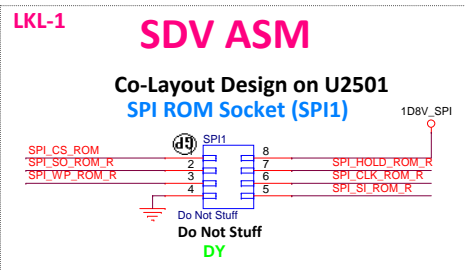 LKL-1
SDV ASM
Co-Layout Design on U2501
SPI ROM Socket (SPI1)
1D8V_SPI
SPI1
SPI_CS_ROM 8
SPI_SO_ROM_R 2 7 SPI_HOLD_ROM_R
SPI_WP_ROM_R 3 6 SPI_CLK_ROM_R
4 5 SPI_SI_ROM_R
Do Not Stuff
Do Not Stuff
DY